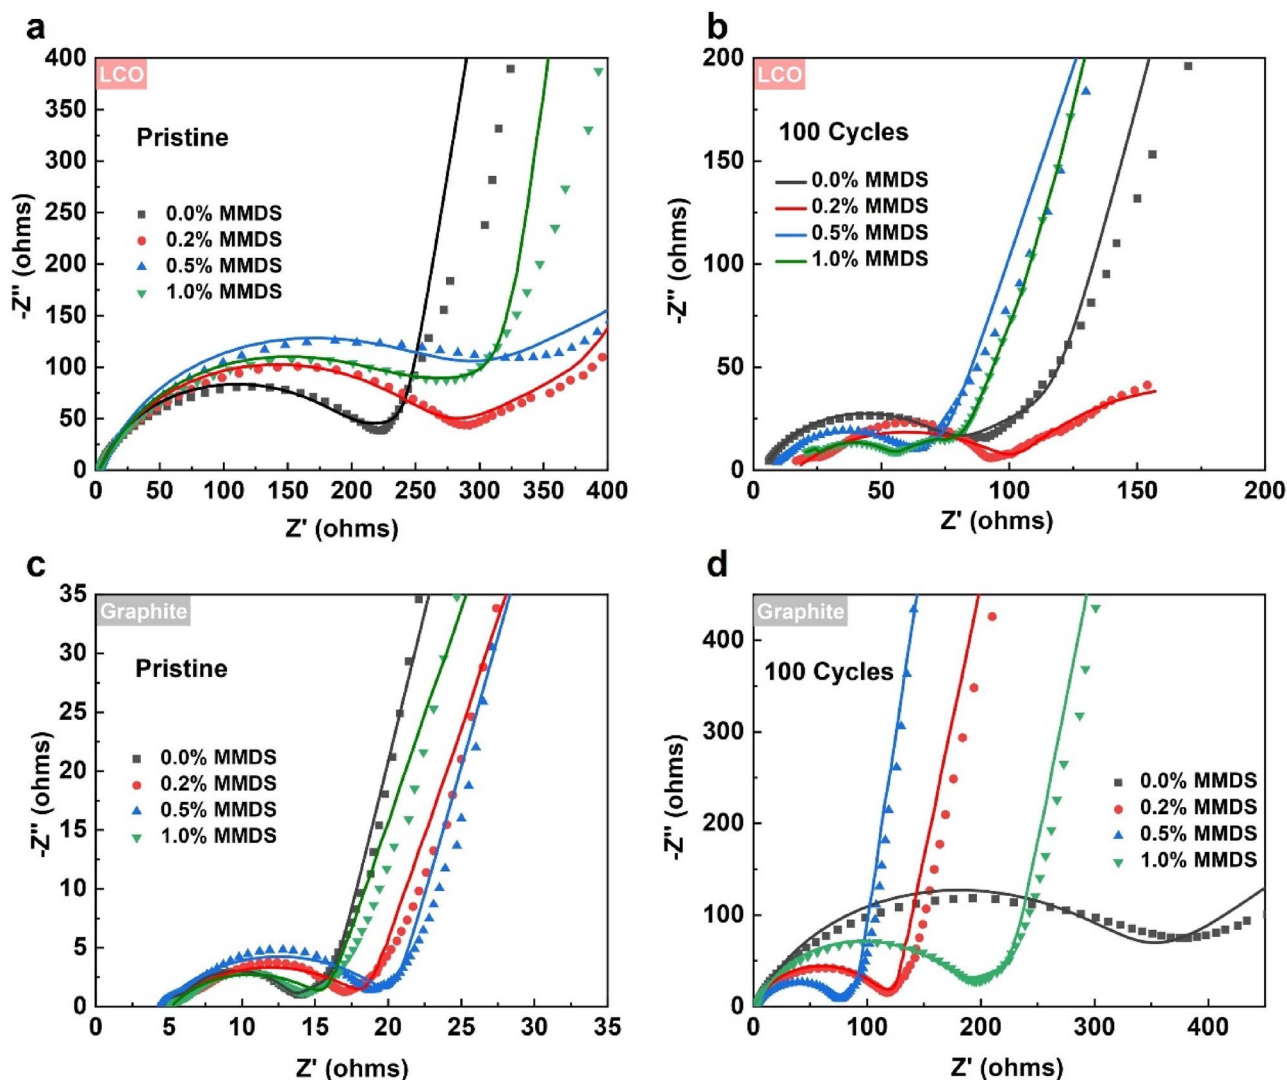 a
LCO
Pristine
0.0% MMDS
0.2% MMDS
0.5% MMDS
1.0% MMDS
400
350
300
250
200
150
100
50
0
-Z'' (ohms)
0 50 100 150 200 250 300 350 400
Z' (ohms)
b
LCO
100 Cycles
0.0% MMDS
0.2% MMDS
0.5% MMDS
1.0% MMDS
200
150
100
50
0
-Z'' (ohms)
0 50 100 150 200
Z' (ohms)
c
Graphite
Pristine
0.0% MMDS
0.2% MMDS
0.5% MMDS
1.0% MMDS
35
30
25
20
15
10
5
0
-Z'' (ohms)
0 5 10 15 20 25 30 35
Z' (ohms)
d
Graphite
100 Cycles
0.0% MMDS
0.2% MMDS
0.5% MMDS
1.0% MMDS
400
300
200
100
0
-Z'' (ohms)
0 100 200 300 400
Z' (ohms)